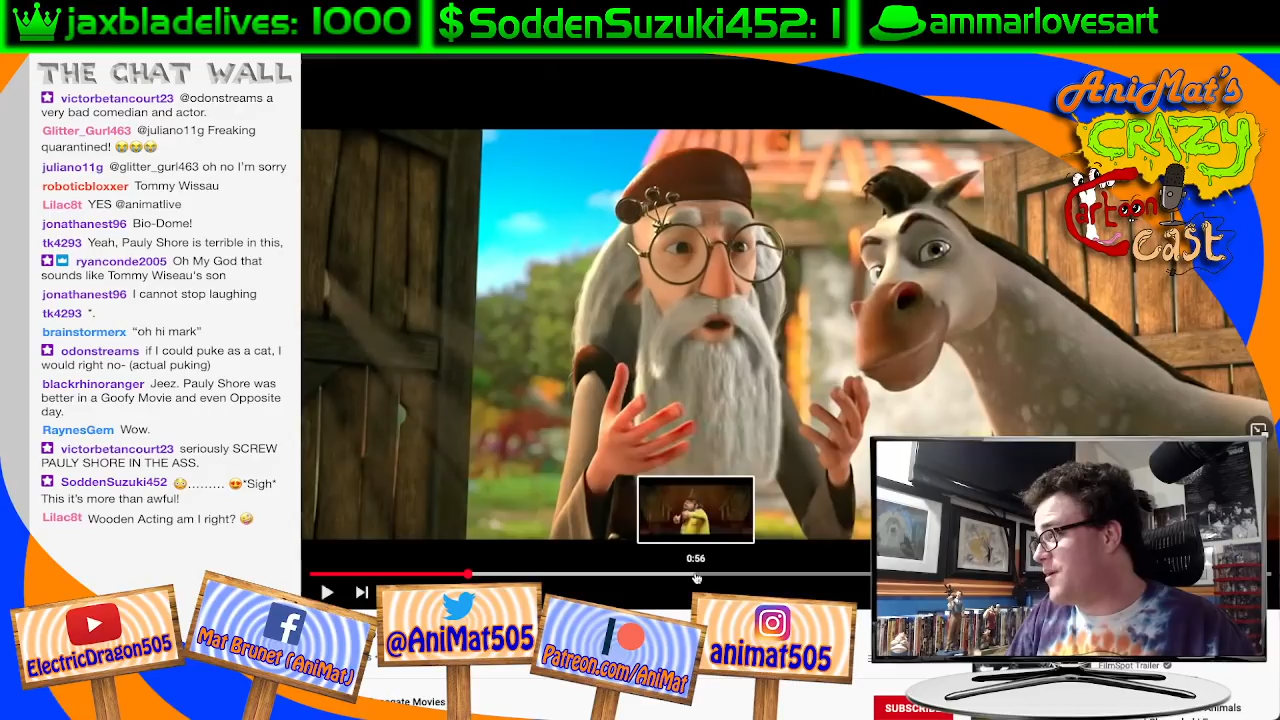 jaxbladelives: 1000
$ SoddenSuzuki452: 1
ammarlovesart
THE CHAT WALL
victorbetancourt23 @odonstreams a
very bad comedian and actor.
Glitter_Gurl463 @juliano11g Freaking
quarantined! 😭😭😭
juliano11g @glitter_gurl463 oh no I'm sorry
roboticbloxxer Tommy Wissau
Lilac8t YES @animatlive
jonathanest96 Bio-Dome!
tk4293 Yeah, Pauly Shore is terrible in this,
ryanconde2005 Oh My God that
sounds like Tommy Wiseau's son
jonathanest96 I cannot stop laughing
tk4293 *.
brainstormerx “oh hi mark”
odonstreams if I could puke as a cat, I
would right no- (actual puking)
blackrhinoranger Jeez. Pauly Shore was
better in a Goofy Movie and even Opposite
day.
RaynesGem Wow.
victorbetancourt23 seriously SCREW
PAULY SHORE IN THE ASS.
SoddenSuzuki452 😳......... 😍*Sigh*
This it's more than awful!!
Lilac8t Wooden Acting am I right? 🤪
AniMat's
CRAZY
Cartoon
Cast
0:56
ElectricDragon505
Mat Brunet (AniMat)
@AniMat505
Patreon.com/AniMat
animat505
FilmSpot Trailer
gate Movies
SUBSCRIBE
Animals